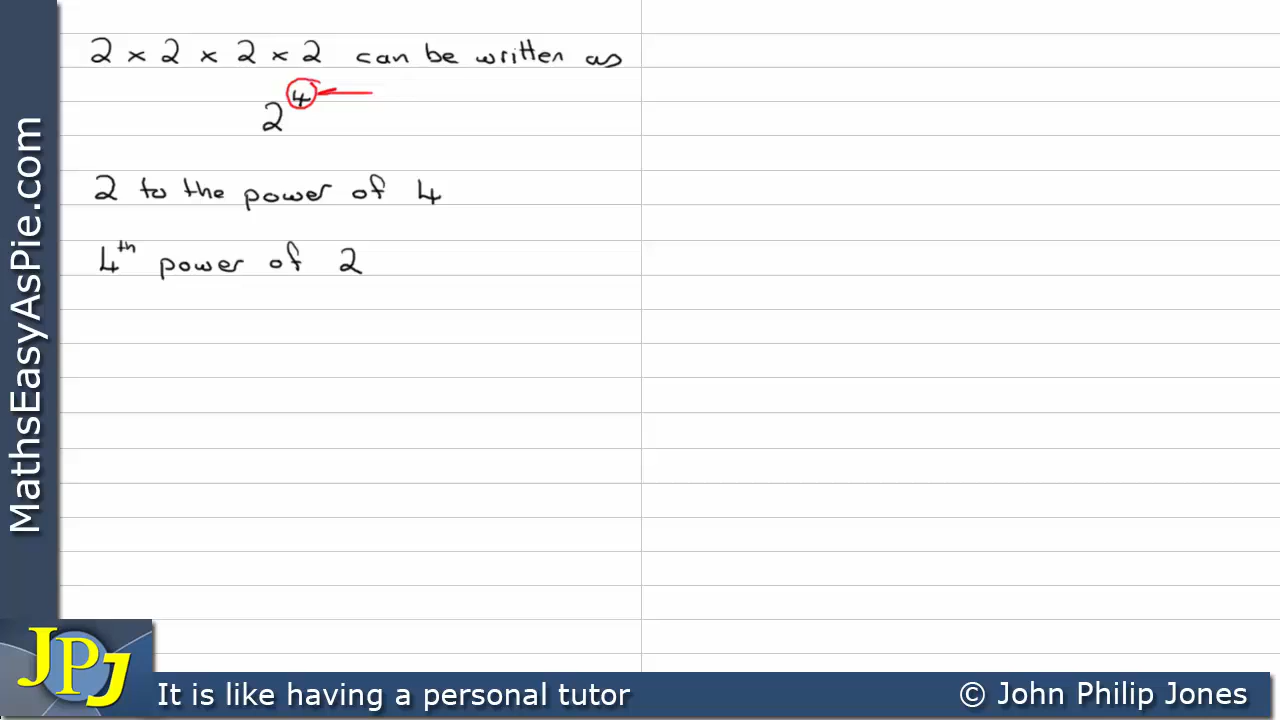 2 × 2 × 2 × 2 can be written as
2⁴
2 to the power of 4
4ᵗʰ power of 2
MathsEasyAsPie.com
JPJ
It is like having a personal tutor
© John Philip Jones